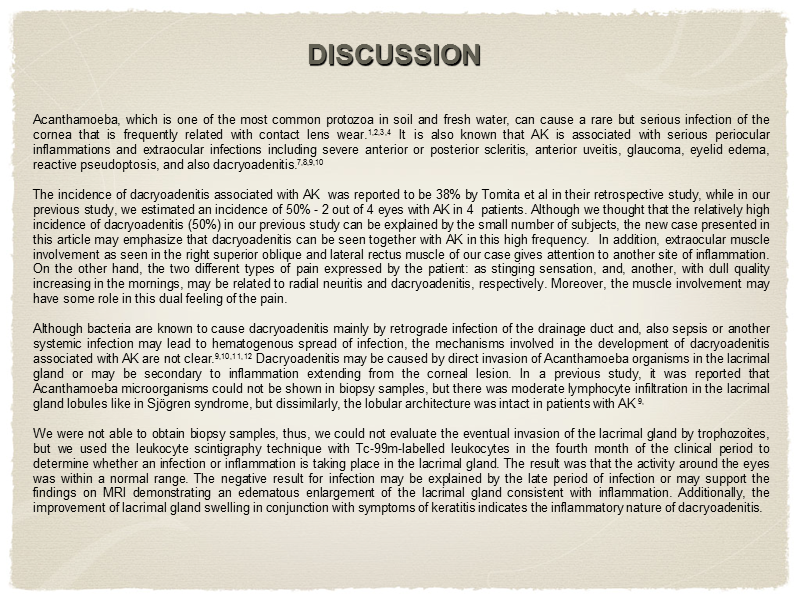 DISCUSSION
Acanthamoeba, which is one of the most common protozoa in soil and fresh water, can cause a rare but serious infection of the
cornea that is frequently related with contact lens wear.1,2,3,4 It is also known that AK is associated with serious periocular
inflammations and extraocular infections including severe anterior or posterior scleritis, anterior uveitis, glaucoma, eyelid edema,
reactive pseudoptosis, and also dacryoadenitis.7,8,9,10
The incidence of dacryoadenitis associated with AK was reported to be 38% by Tomita et al in their retrospective study, while in our
previous study, we estimated an incidence of 50% - 2 out of 4 eyes with AK in 4 patients. Although we thought that the relatively high
incidence of dacryoadenitis (50%) in our previous study can be explained by the small number of subjects, the new case presented in
this article may emphasize that dacryoadenitis can be seen together with AK in this high frequency. In addition, extraocular muscle
involvement as seen in the right superior oblique and lateral rectus muscle of our case gives attention to another site of inflammation.
On the other hand, the two different types of pain expressed by the patient: as stinging sensation, and, another, with dull quality
increasing in the mornings, may be related to radial neuritis and dacryoadenitis, respectively. Moreover, the muscle involvement may
have some role in this dual feeling of the pain.
Although bacteria are known to cause dacryoadenitis mainly by retrograde infection of the drainage duct and, also sepsis or another
systemic infection may lead to hematogenous spread of infection, the mechanisms involved in the development of dacryoadenitis
associated with AK are not clear.9,10,11,12 Dacryoadenitis may be caused by direct invasion of Acanthamoeba organisms in the lacrimal
gland or may be secondary to inflammation extending from the corneal lesion. In a previous study, it was reported that
Acanthamoeba microorganisms could not be shown in biopsy samples, but there was moderate lymphocyte infiltration in the lacrimal
gland lobules like in Sjögren syndrome, but dissimilarly, the lobular architecture was intact in patients with AK 9.
We were not able to obtain biopsy samples, thus, we could not evaluate the eventual invasion of the lacrimal gland by trophozoites,
but we used the leukocyte scintigraphy technique with Tc-99m-labelled leukocytes in the fourth month of the clinical period to
determine whether an infection or inflammation is taking place in the lacrimal gland. The result was that the activity around the eyes
was within a normal range. The negative result for infection may be explained by the late period of infection or may support the
findings on MRI demonstrating an edematous enlargement of the lacrimal gland consistent with inflammation. Additionally, the
improvement of lacrimal gland swelling in conjunction with symptoms of keratitis indicates the inflammatory nature of dacryoadenitis.